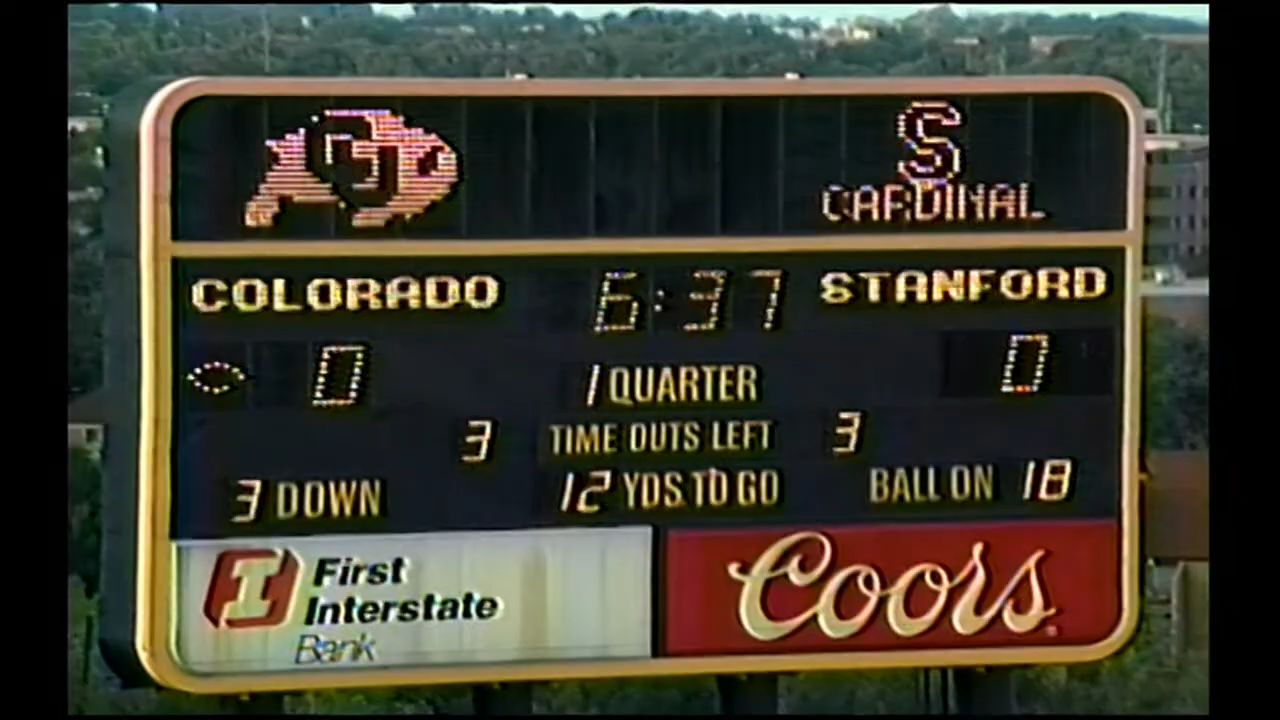 CU
S
CARDINAL
COLORADO 6:37 STANFORD
0 1 QUARTER 0
3 TIME OUTS LEFT 3
3 DOWN 12 YDS TO GO BALL ON 18
I First
Interstate
Bank
Coors